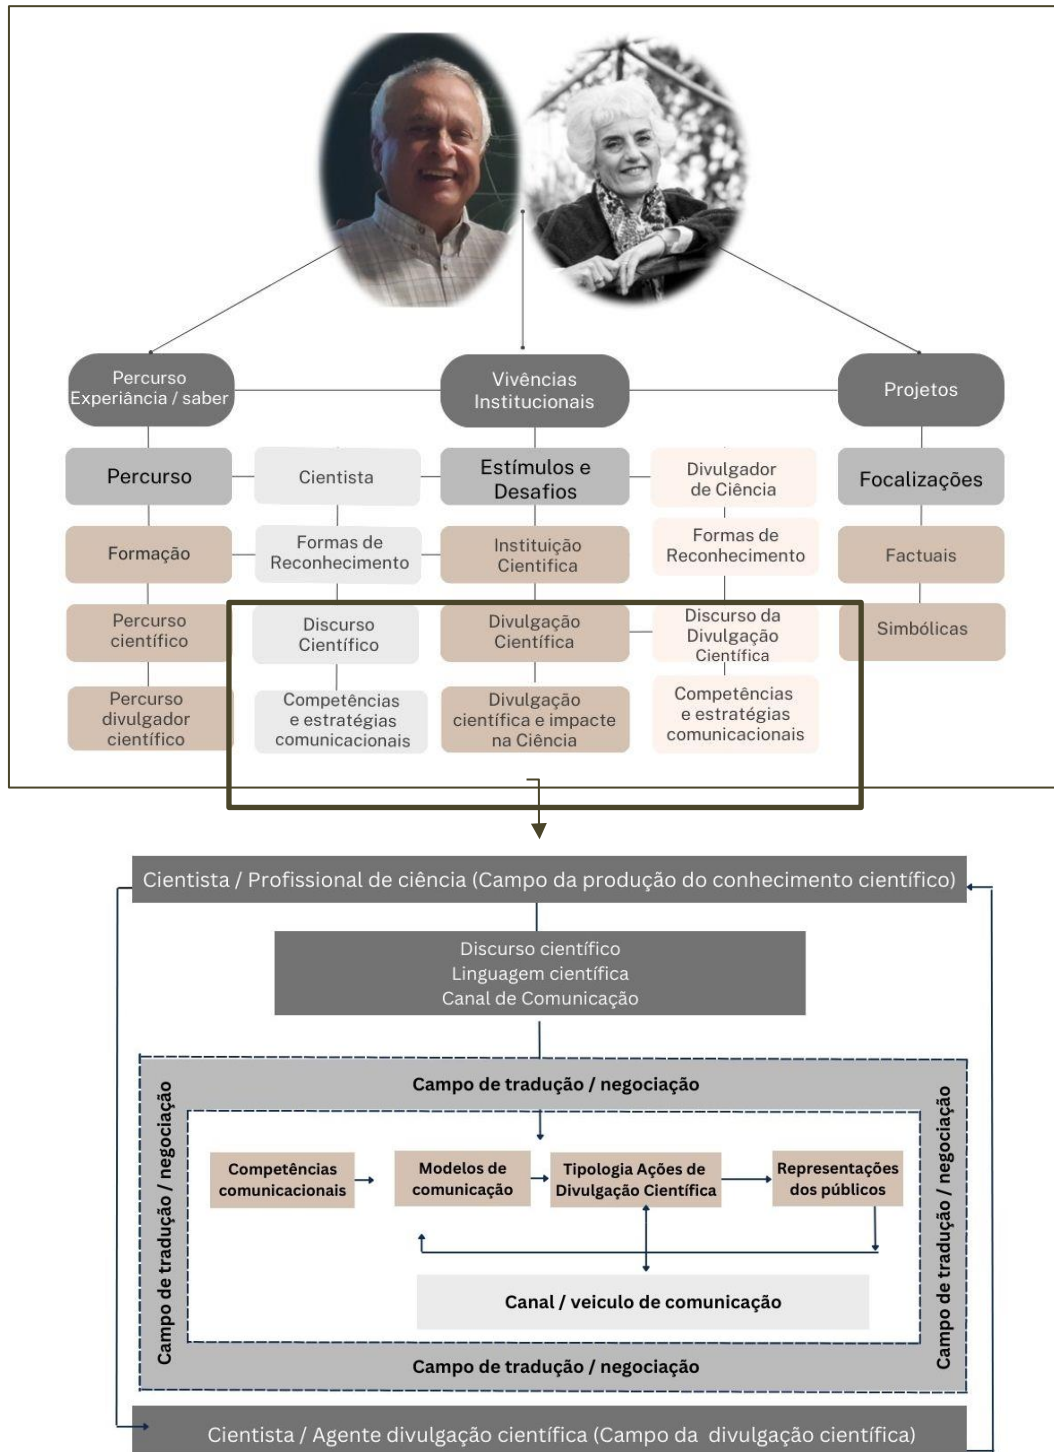 Percurso
Experiância / saber
Vivências
Institucionais
Projetos
Percurso
Cientista
Estímulos e
Desafios
Divulgador
de Ciência
Focalizações
Formação
Formas de
Reconhecimento
Instituição
Cientifica
Formas de
Reconhecimento
Factuais
Percurso
científico
Discurso
Científico
Divulgação
Científica
Discurso da
Divulgação
Científica
Simbólicas
Percurso
divulgador
científico
Competências
e estratégias
comunicacionais
Divulgação
científica e impacte
na Ciência
Competências
e estratégias
comunicacionais
Cientista / Profissional de ciência (Campo da produção do conhecimento científico)
Discurso científico
Linguagem científica
Canal de Comunicação
Campo de tradução / negociação
Campo de tradução / negociação
Campo de tradução / negociação
Competências
comunicacionais
Modelos de
comunicação
Tipologia Ações de
Divulgação Científica
Representações
dos públicos
Canal / veiculo de comunicação
Campo de tradução / negociação
Cientista / Agente divulgação científica (Campo da divulgação científica)